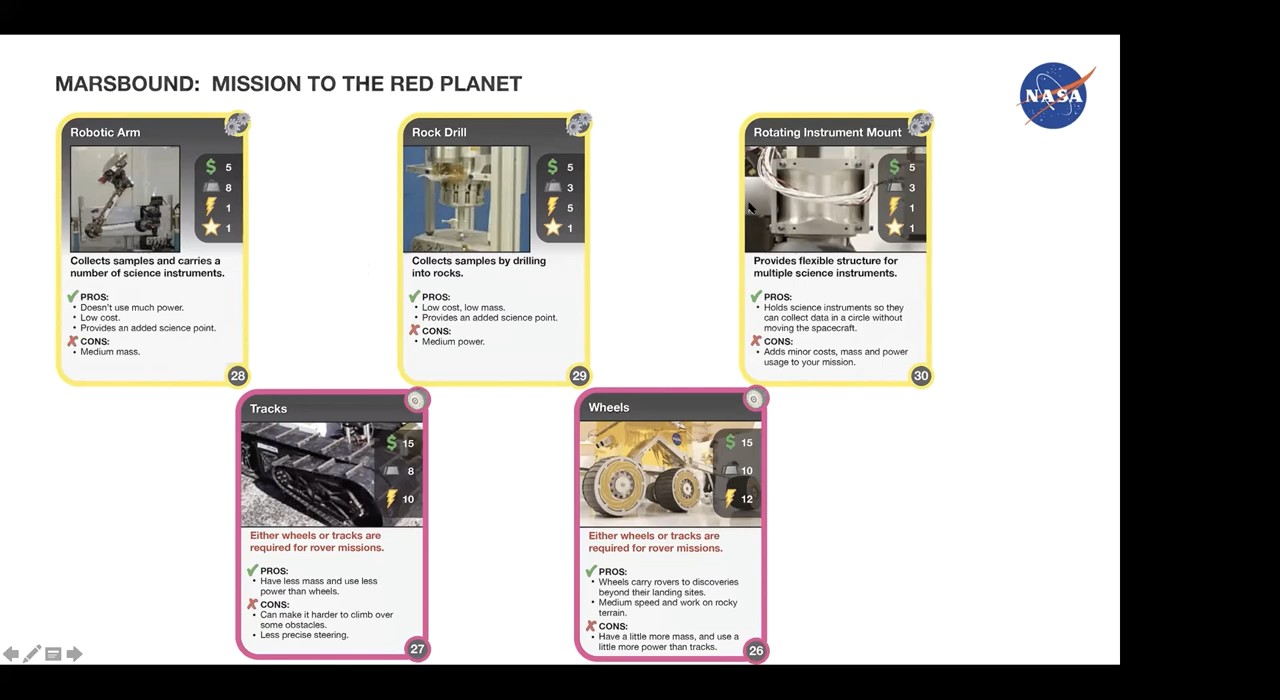 MARSBOUND: MISSION TO THE RED PLANET
NASA
Robotic Arm
5
8
1
1
Collects samples and carries a
number of science instruments.
PROS:
• Doesn't use much power.
• Low cost.
• Provides an added science point.
CONS:
• Medium mass.
28
Rock Drill
5
3
5
1
Collects samples by drilling
into rocks.
PROS:
• Low cost, low mass.
• Provides an added science point.
CONS:
• Medium power.
29
Rotating Instrument Mount
5
3
1
1
Provides flexible structure for
multiple science instruments.
PROS:
• Holds science instruments so they
can collect data in a circle without
moving the spacecraft.
CONS:
• Adds minor costs, mass and power
usage to your mission.
30
Tracks
15
8
10
Either wheels or tracks are
required for rover missions.
PROS:
• Have less mass and use less
power than wheels.
CONS:
• Can make it harder to climb over
some obstacles.
• Less precise steering.
27
Wheels
15
10
12
Either wheels or tracks are
required for rover missions.
PROS:
• Wheels carry rovers to discoveries
beyond their landing sites.
• Medium speed and work on rocky
terrain.
CONS:
• Have a little more mass, and use a
little more power than tracks.
26